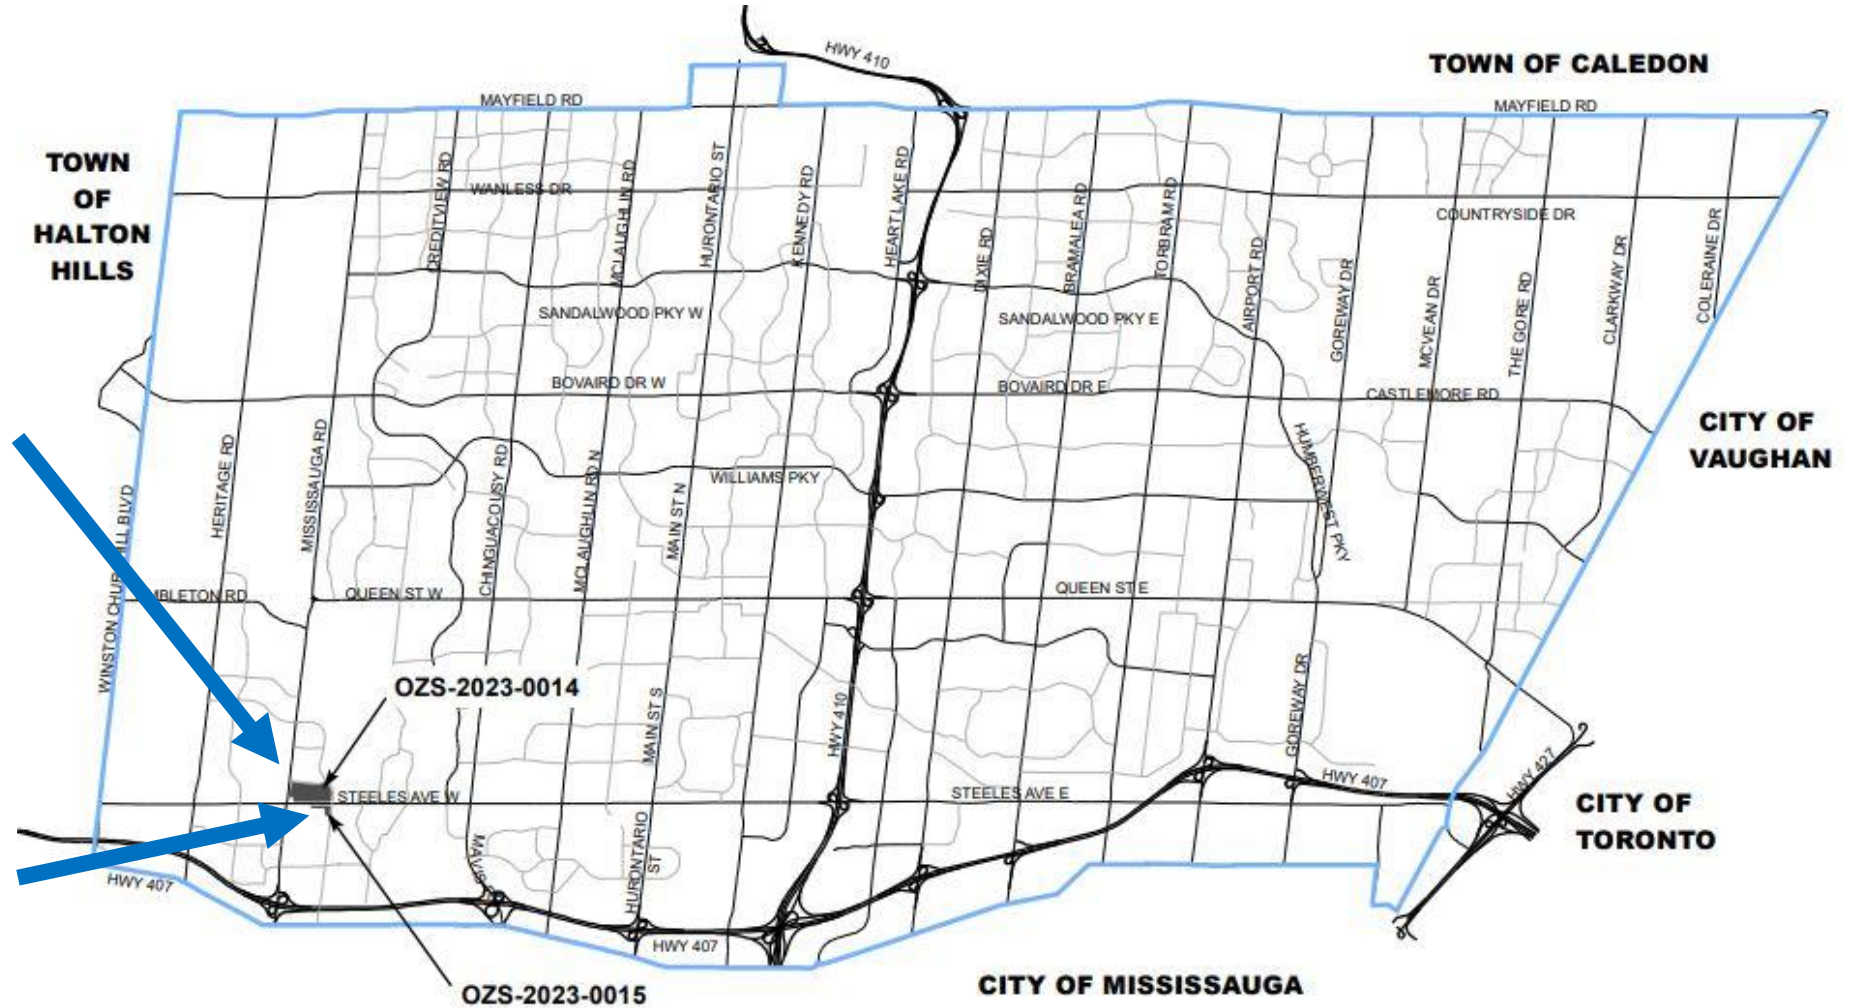 HWY 410
TOWN OF CALEDON
MAYFIELD RD
MAYFIELD RD
TOWN
OF
HALTON
HILLS
WANLESS DR
COUNTRYSIDE DR
CREDITVIEW RD
MCLAUGHLIN RD
HURONTARIO ST
KENNEDY RD
HEART LAKE RD
DIXIE RD
BRAMALEA RD
TORBRAM RD
AIRPORT RD
GOREWAY DR
MCVEAN DR
THE GORE RD
CLARKWAY DR
COLERAINE DR
SANDALWOOD PKY W
SANDALWOOD PKY E
BOVAIRD DR W
BOVAIRD DR E
CASTLEMORE RD
CITY OF
VAUGHAN
HERITAGE RD
MISSISSAUGA RD
CHINGUACOUSY RD
MCLAUGHLIN RD N
MAIN ST N
WILLIAMS PKY
HUMBERWEST PKY
WINSTON CHU ILL BLVD
MBLETON RD
QUEEN ST W
QUEEN ST E
OZS-2023-0014
MAIN ST S
HWY 410
GOREWAY DR
HWY 407
HWY 427
STEELES AVE W
STEELES AVE E
CITY OF
TORONTO
MAVIS
HURONTARIO
ST
HWY 407
HWY 407
CITY OF MISSISSAUGA
OZS-2023-0015